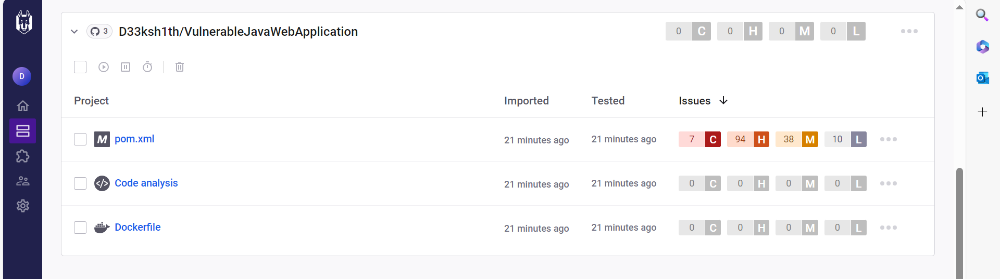 3 D33ksh1th/VulnerableJavaWebApplication 0 C 0 H 0 M 0 L
D
Project Imported Tested Issues
M pom.xml 21 minutes ago 21 minutes ago 7 C 94 H 38 M 10 L
</> Code analysis 21 minutes ago 21 minutes ago 0 C 0 H 0 M 0 L
Dockerfile 21 minutes ago 21 minutes ago 0 C 0 H 0 M 0 L